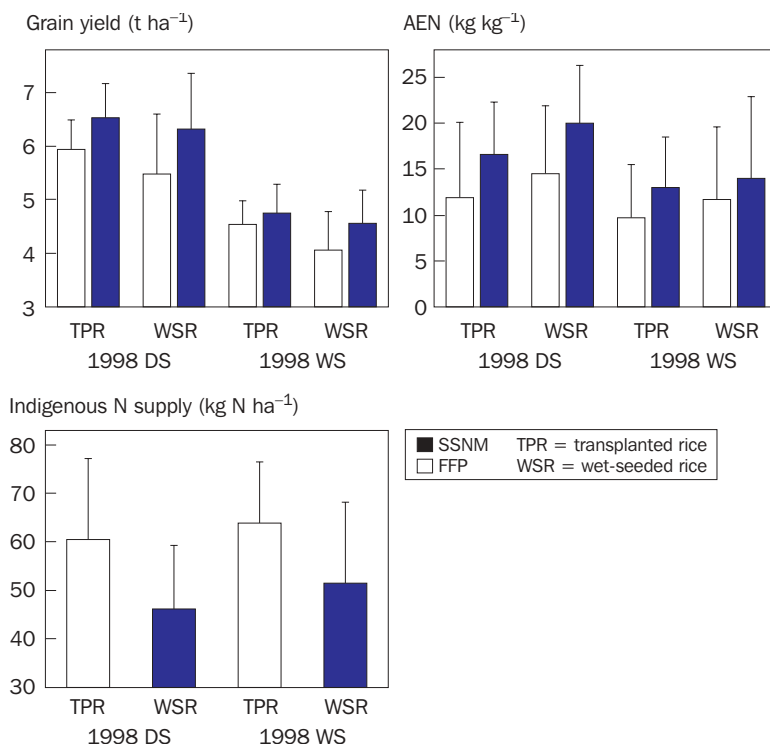 Grain yield (t ha⁻¹)
7
6
5
4
3
TPR WSR TPR WSR
1998 DS 1998 WS
AEN (kg kg⁻¹)
25
20
15
10
5
0
TPR WSR TPR WSR
1998 DS 1998 WS
Indigenous N supply (kg N ha⁻¹)
80
70
60
50
40
30
TPR WSR TPR WSR
1998 DS 1998 WS
SSNM TPR = transplanted rice
FFP WSR = wet-seeded rice